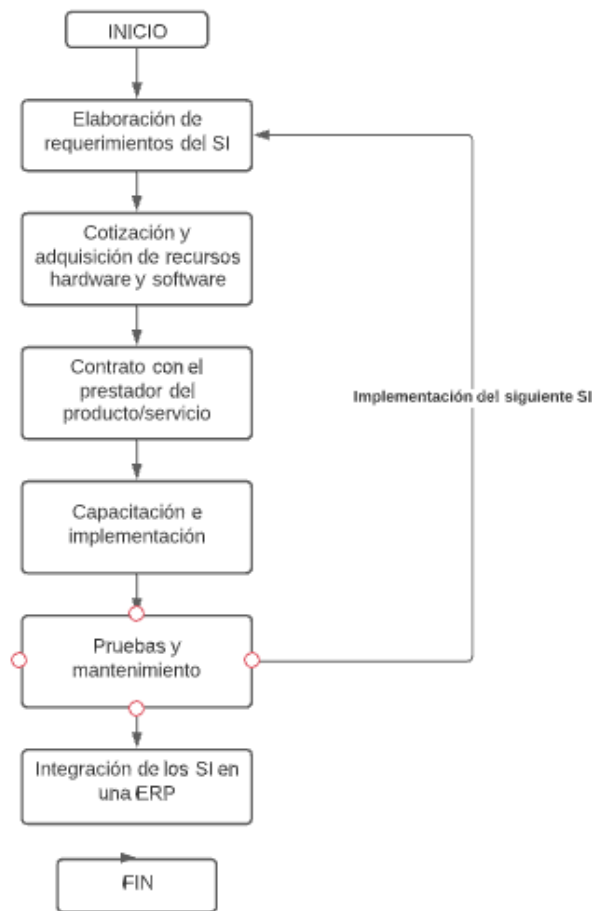 INICIO
Elaboración de
requerimientos del SI
Cotización y
adquisición de recursos
hardware y software
Contrato con el
prestador del
producto/servicio
Implementación del siguiente SI
Capacitación e
implementación
Pruebas y
mantenimiento
Integración de los SI en
una ERP
FIN